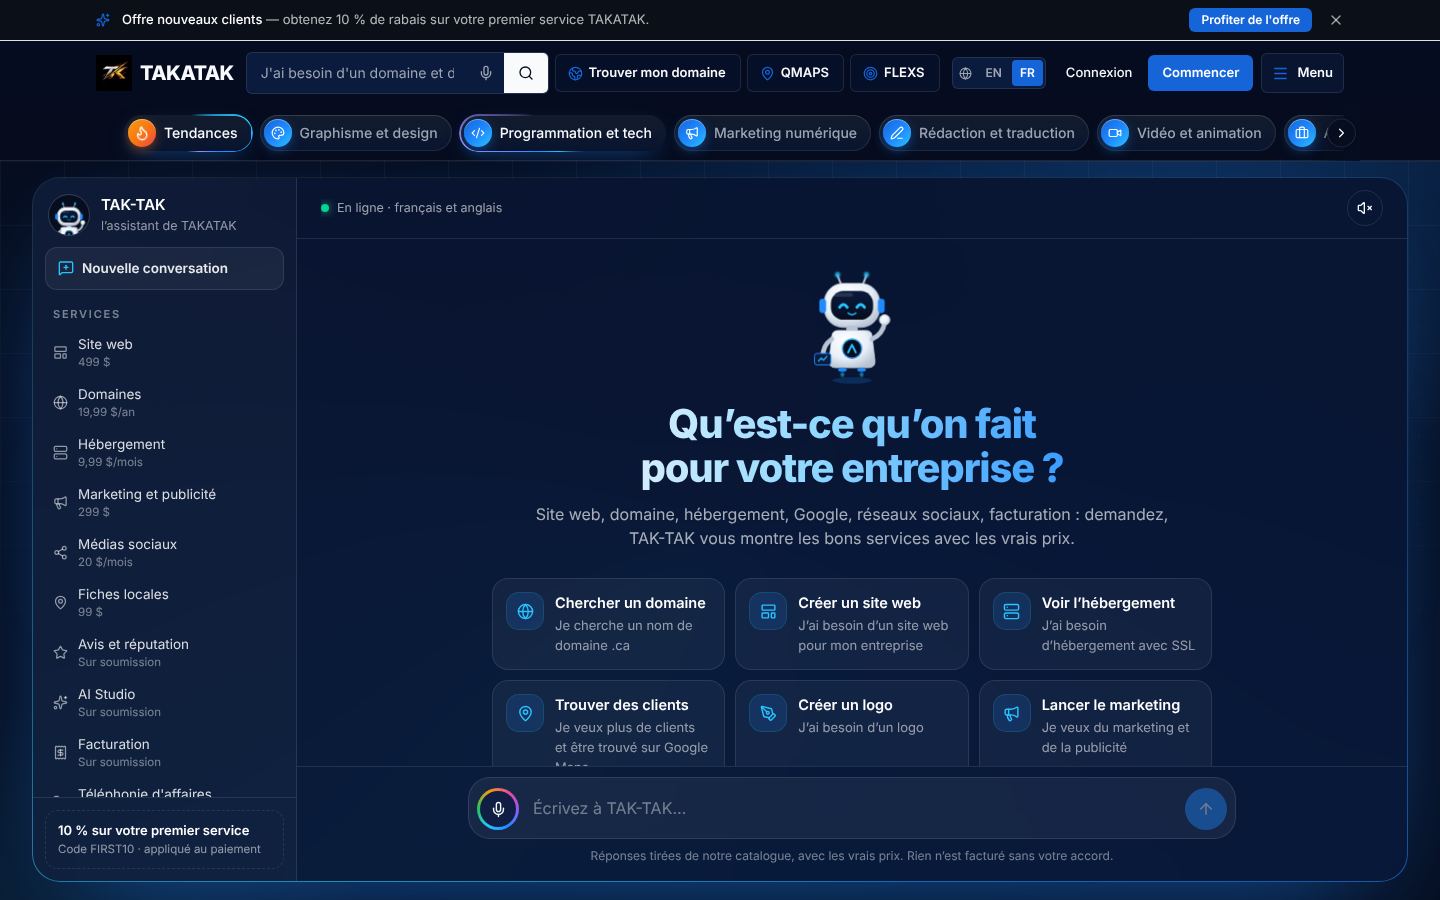 Offre nouveaux clients — obtenez 10 % de rabais sur votre premier service TAKATAK.
Profiter de l'offre
TAKATAK
J'ai besoin d'un domaine et d
Trouver mon domaine
QMAPS
FLEXS
EN
FR
Connexion
Commencer
Menu
Tendances
Graphisme et design
Programmation et tech
Marketing numérique
Rédaction et traduction
Vidéo et animation
TAK-TAK
l’assistant de TAKATAK
Nouvelle conversation
SERVICES
Site web
499 $
Domaines
19,99 $/an
Hébergement
9,99 $/mois
Marketing et publicité
299 $
Médias sociaux
20 $/mois
Fiches locales
99 $
Avis et réputation
Sur soumission
AI Studio
Sur soumission
Facturation
Sur soumission
Téléphonie d'affaires
10 % sur votre premier service
Code FIRST10 · appliqué au paiement
En ligne · français et anglais
Qu’est-ce qu’on fait
pour votre entreprise ?
Site web, domaine, hébergement, Google, réseaux sociaux, facturation : demandez,
TAK-TAK vous montre les bons services avec les vrais prix.
Chercher un domaine
Je cherche un nom de
domaine .ca
Créer un site web
J’ai besoin d’un site web
pour mon entreprise
Voir l’hébergement
J’ai besoin
d’hébergement avec SSL
Trouver des clients
Je veux plus de clients
et être trouvé sur Google
Maps
Créer un logo
J’ai besoin d’un logo
Lancer le marketing
Je veux du marketing et
de la publicité
Écrivez à TAK-TAK...
Réponses tirées de notre catalogue, avec les vrais prix. Rien n’est facturé sans votre accord.